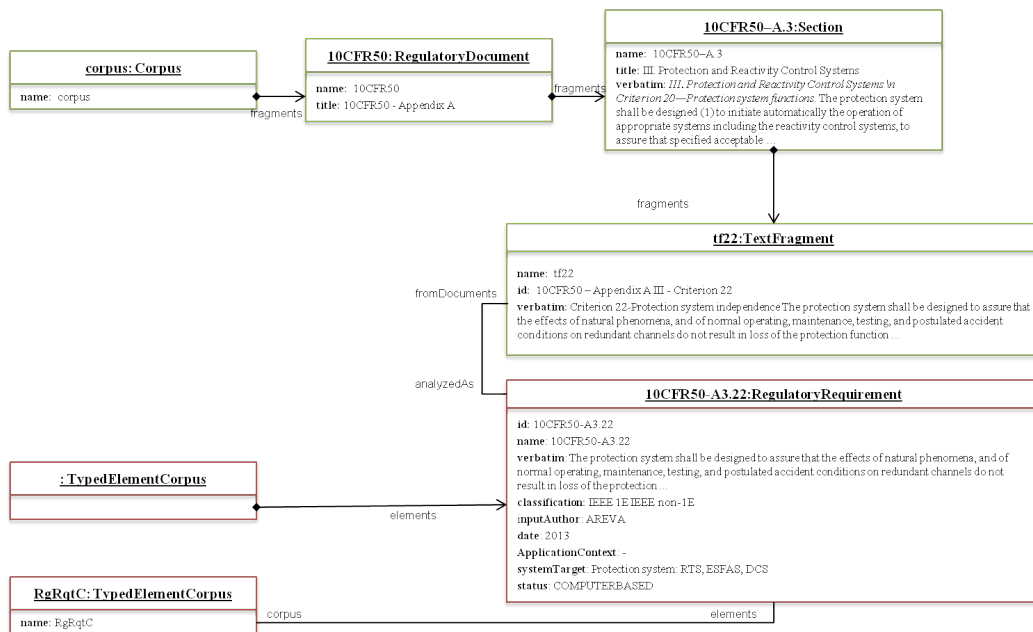 corpus: Corpus
name: corpus
fragments
10CFR50: RegulatoryDocument
name: 10CFR50
title: 10CFR50 - Appendix A
fragments
10CFR50–A.3:Section
name: 10CFR50–A.3
title: III. Protection and Reactivity Control Systems
verbatim: III. Protection and Reactivity Control Systems \n
Criterion 20—Protection system functions. The protection system
shall be designed (1) to initiate automatically the operation of
appropriate systems including the reactivity control systems, to
assure that specified acceptable ...
fragments
tf22:TextFragment
name: tf22
id: 10CFR50 – Appendix A III - Criterion 22
verbatim: Criterion 22-Protection system independence The protection system shall be designed to assure that
the effects of natural phenomena, and of normal operating, maintenance, testing, and postulated accident
conditions on redundant channels do not result in loss of the protection function ...
fromDocuments
analyzedAs
10CFR50-A3.22:RegulatoryRequirement
id: 10CFR50-A3.22
name: 10CFR50-A3.22
verbatim: The protection system shall be designed to assure that the effects of natural phenomena, and of
normal operating, maintenance, testing, and postulated accident conditions on redundant channels do not
result in loss of the protection ...
classification: IEEE 1E IEEE non-1E
inputAuthor: AREVA
date: 2013
ApplicationContext: -
systemTarget: Protection system: RTS, ESFAS, DCS
status: COMPUTERBASED
: TypedElementCorpus
elements
RgRqtC: TypedElementCorpus
name: RgRqtC
corpus
elements